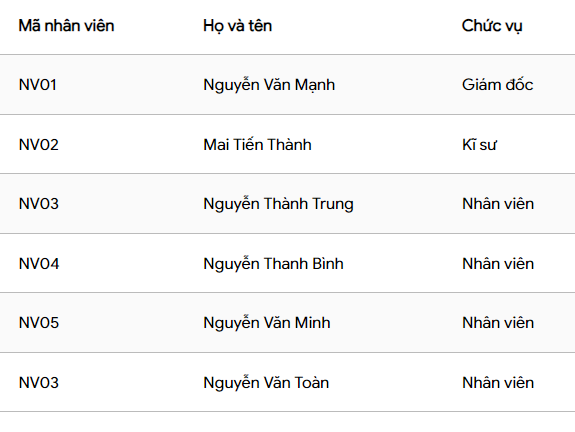 Mã nhân viên Họ và tên Chức vụ
NV01 Nguyễn Văn Mạnh Giám đốc
NV02 Mai Tiến Thành Kĩ sư
NV03 Nguyễn Thành Trung Nhân viên
NV04 Nguyễn Thanh Bình Nhân viên
NV05 Nguyễn Văn Minh Nhân viên
NV03 Nguyễn Văn Toàn Nhân viên